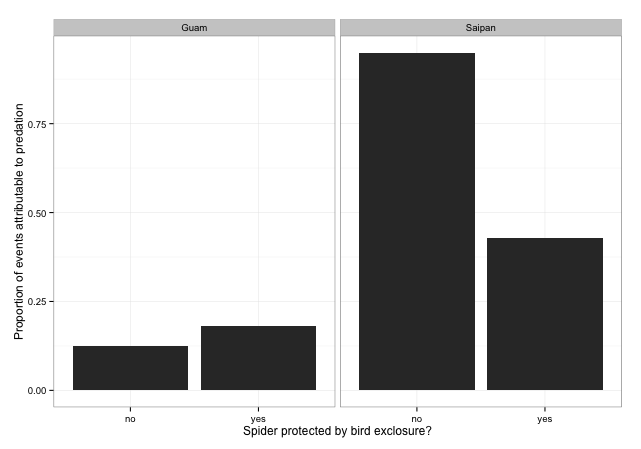 Guam
Saipan
Proportion of events attributable to predation
0.75
0.50
0.25
0.00
no
yes
no
yes
Spider protected by bird exclosure?